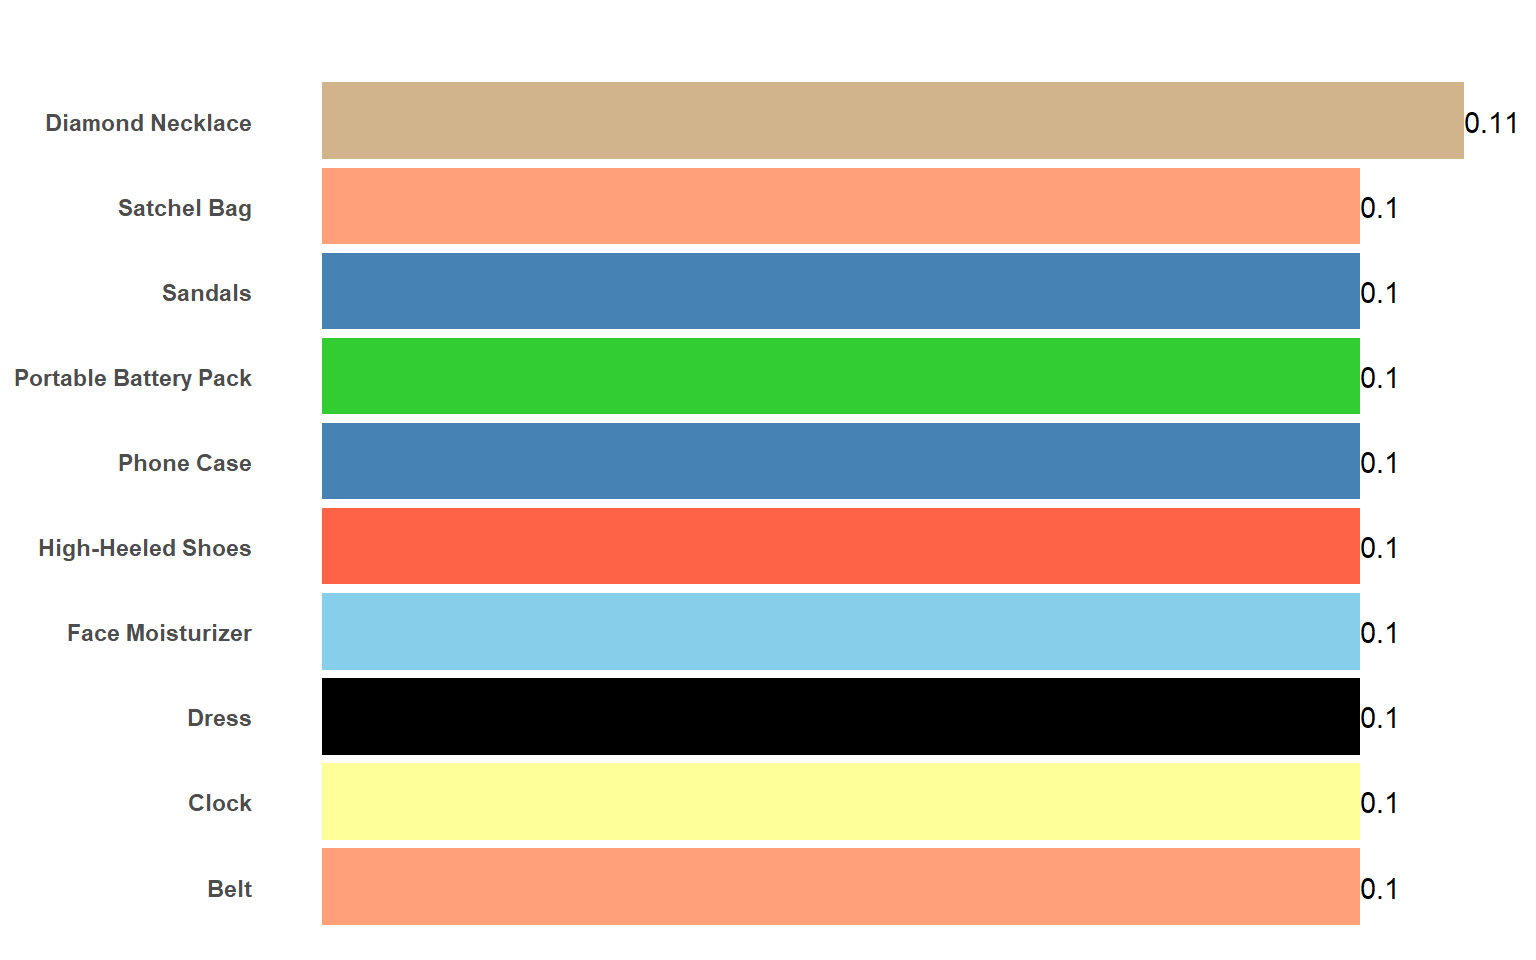 Diamond Necklace 0.11
Satchel Bag 0.1
Sandals 0.1
Portable Battery Pack 0.1
Phone Case 0.1
High-Heeled Shoes 0.1
Face Moisturizer 0.1
Dress 0.1
Clock 0.1
Belt 0.1